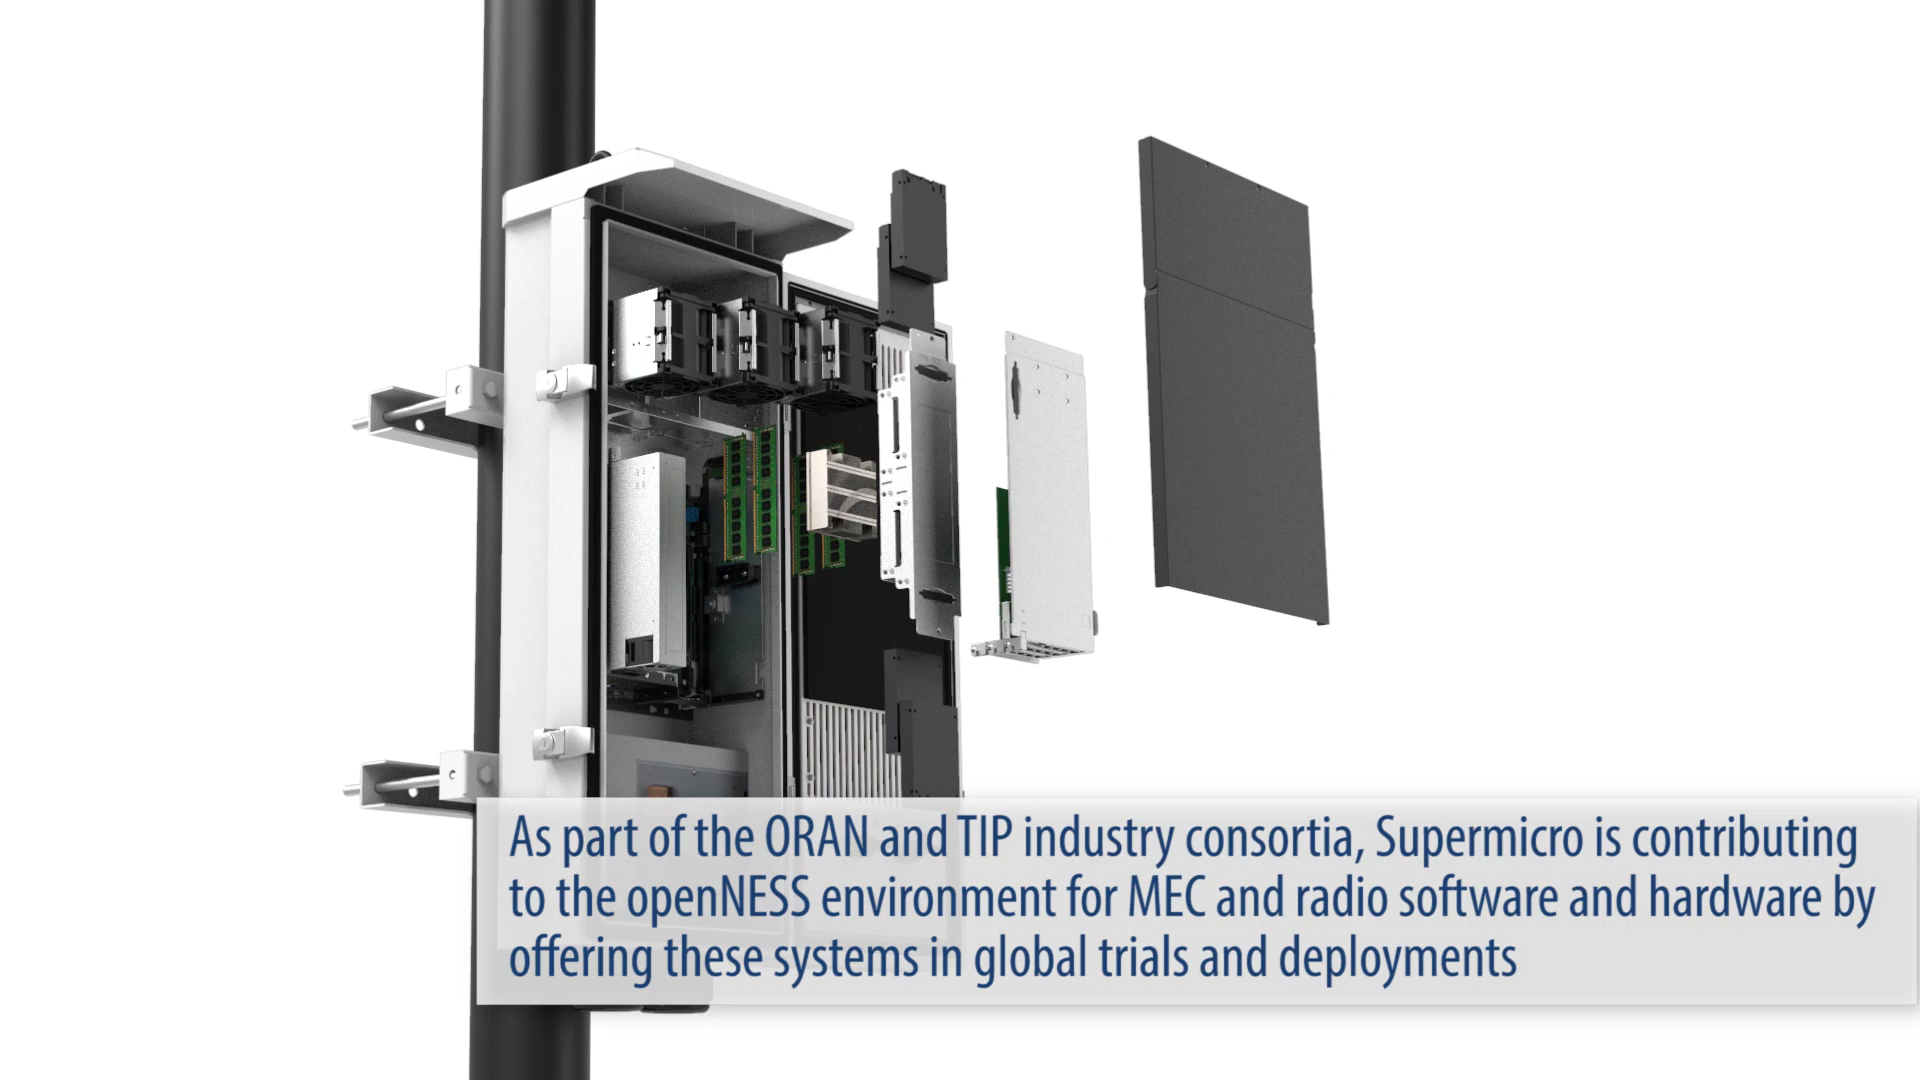 As part of the ORAN and TIP industry consortia, Supermicro is contributing
to the openNESS environment for MEC and radio software and hardware by
offering these systems in global trials and deployments